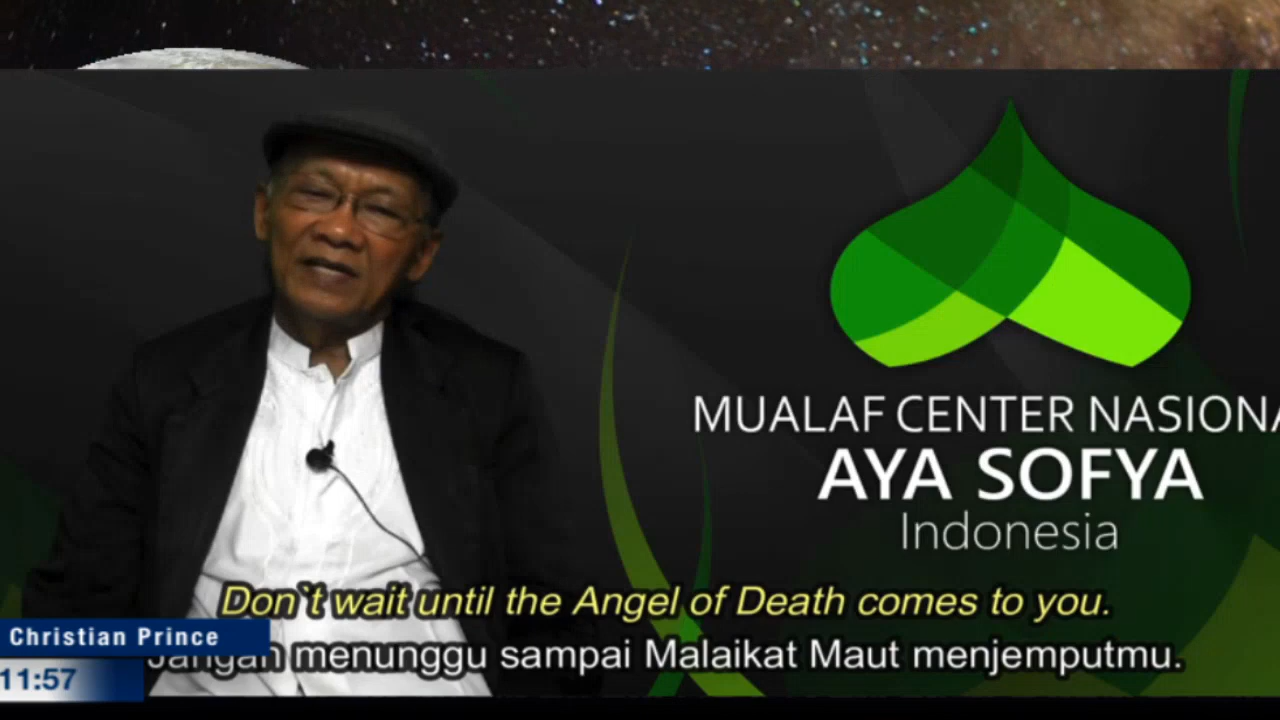 MUALAF CENTER NASIONA
AYA SOFYA
Indonesia
Don`t wait until the Angel of Death comes to you.
Jangan menunggu sampai Malaikat Maut menjemputmu.
Christian Prince
11:57